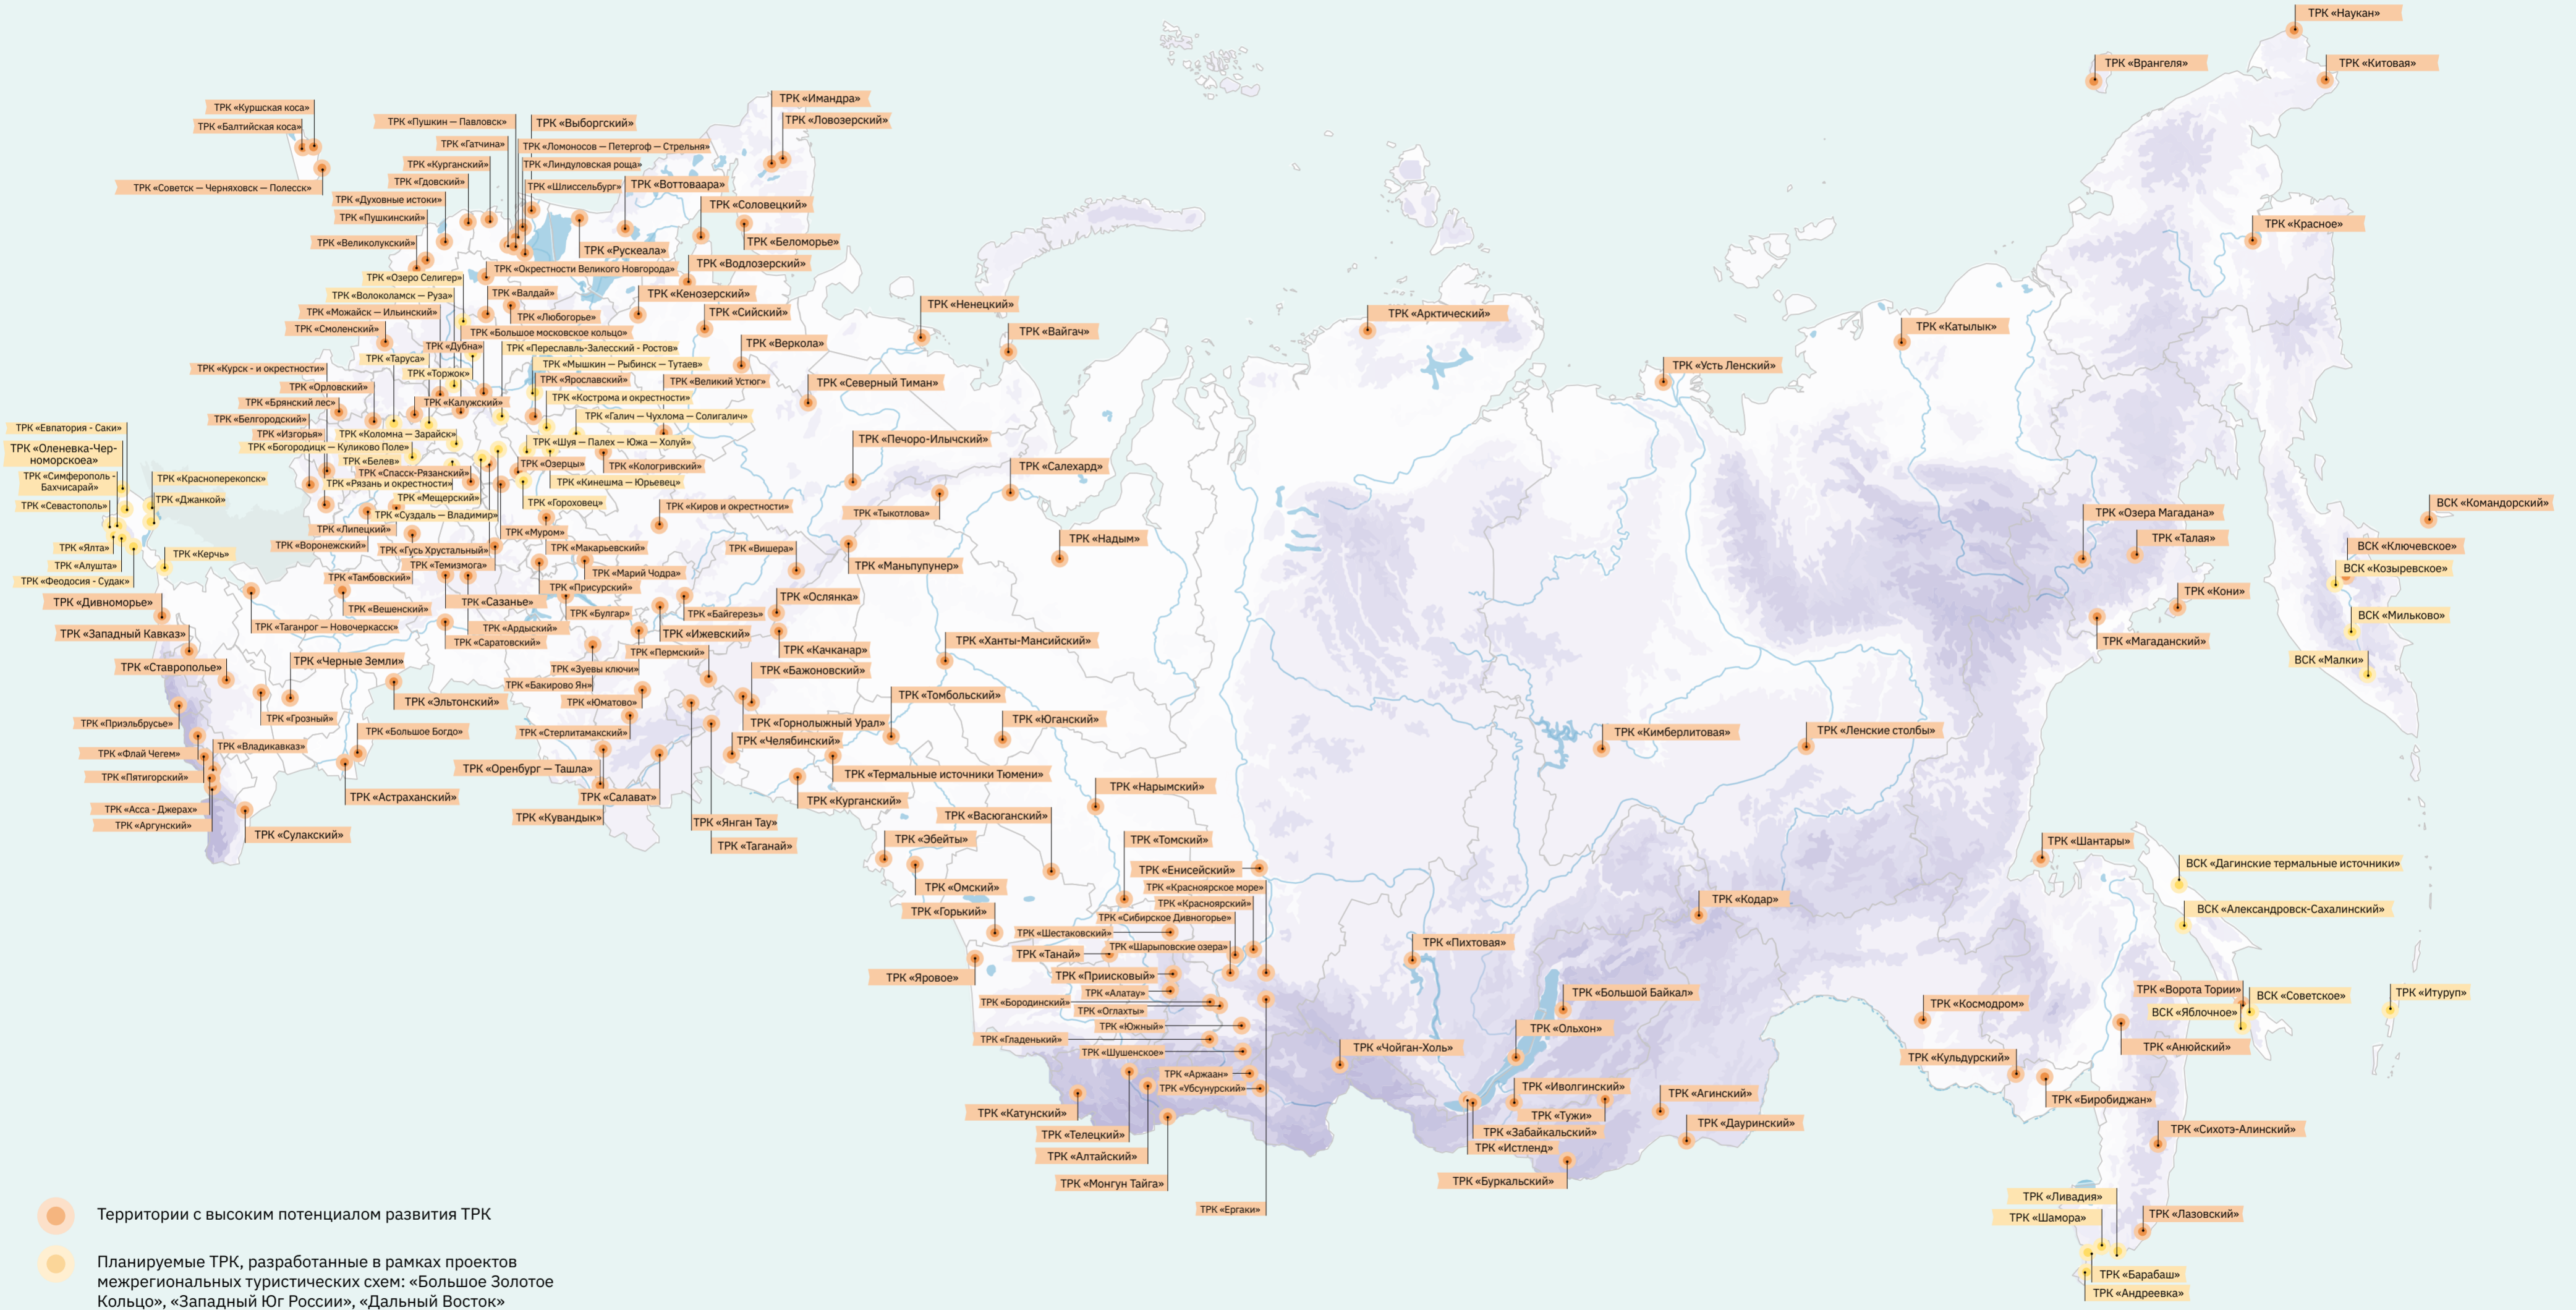 ТРК «Наукан»
ТРК «Врангеля»
ТРК «Китовая»
ТРК «Куршская коса»
ТРК «Балтийская коса»
ТРК «Советск — Черняховск — Полесск»
ТРК «Пушкин — Павловск»
ТРК «Выборгский»
ТРК «Имандра»
ТРК «Ловозерский»
ТРК «Гатчина»
ТРК «Ломоносов — Петергоф — Стрельня»
ТРК «Курганский»
ТРК «Линдуловская роща»
ТРК «Гдовский»
ТРК «Шлиссельбург»
ТРК «Воттоваара»
ТРК «Духовные истоки»
ТРК «Соловецкий»
ТРК «Пушкинский»
ТРК «Великолукский»
ТРК «Рускеала»
ТРК «Беломорье»
ТРК «Красное»
ТРК «Окрестности Великого Новгорода»
ТРК «Водлозерский»
ТРК «Озеро Селигер»
ТРК «Волоколамск — Руза»
ТРК «Валдай»
ТРК «Кенозерский»
ТРК «Можайск — Ильинский»
ТРК «Любогорье»
ТРК «Сийский»
ТРК «Ненецкий»
ТРК «Арктический»
ТРК «Смоленский»
ТРК «Большое московское кольцо»
ТРК «Вайгач»
ТРК «Катылык»
ТРК «Дубна»
ТРК «Переславль-Залесский - Ростов»
ТРК «Веркола»
ТРК «Таруса»
ТРК «Мышкин — Рыбинск — Тутаев»
ТРК «Усть Ленский»
ТРК «Курск - и окрестности»
ТРК «Торжок»
ТРК «Ярославский»
ТРК «Великий Устюг»
ТРК «Северный Тиман»
ТРК «Орловский»
ТРК «Кострома и окрестности»
ТРК «Брянский лес»
ТРК «Калужский»
ТРК «Галич — Чухлома — Солигалич»
ТРК «Белгородский»
ТРК «Евпатория - Саки»
ТРК «Изгорья»
ТРК «Коломна — Зарайск»
ТРК «Шуя — Палех — Южа — Холуй»
ТРК «Печоро-Илычский»
ТРК «Оленевка-Чер-
номорскоеа»
ТРК «Богородицк — Куликово Поле»
ТРК «Белев»
ТРК «Озерцы»
ТРК «Кологривский»
ТРК «Салехард»
ТРК «Симферополь -
Бахчисарай»
ТРК «Красноперекопск»
ТРК «Спасск-Рязанский»
ТРК «Рязань и окрестности»
ТРК «Кинешма — Юрьевец»
ТРК «Джанкой»
ТРК «Мещерский»
ТРК «Гороховец»
ТРК «Севастополь»
ТРК «Киров и окрестности»
ТРК «Тыкотлова»
ВСК «Командорский»
ТРК «Суздаль — Владимир»
ТРК «Озера Магадана»
ТРК «Липецкий»
ТРК «Муром»
ТРК «Надым»
ТРК «Талая»
ТРК «Ялта»
ТРК «Керчь»
ТРК «Воронежский»
ТРК «Гусь Хрустальный»
ТРК «Макарьевский»
ТРК «Вишера»
ВСК «Ключевское»
ТРК «Алушта»
ТРК «Темизмога»
ТРК «Маньпупунер»
ВСК «Козыревское»
ТРК «Феодосия - Судак»
ТРК «Тамбовский»
ТРК «Марий Чодра»
ТРК «Присурский»
ТРК «Кони»
ТРК «Дивноморье»
ТРК «Вешенский»
ТРК «Сазанье»
ТРК «Булгар»
ТРК «Байгерезь»
ТРК «Ослянка»
ВСК «Мильково»
ТРК «Таганрог — Новочеркасск»
ТРК «Ардыский»
ТРК «Западный Кавказ»
ТРК «Саратовский»
ТРК «Ижевский»
ТРК «Ханты-Мансийский»
ТРК «Магаданский»
ТРК «Пермский»
ТРК «Качканар»
ТРК «Ставрополье»
ТРК «Черные Земли»
ТРК «Зуевы ключи»
ТРК «Бажоновский»
ВСК «Малки»
ТРК «Бакирово Ян»
ТРК «Эльтонский»
ТРК «Юматово»
ТРК «Томбольский»
ТРК «Приэльбрусье»
ТРК «Грозный»
ТРК «Большое Богдо»
ТРК «Стерлитамакский»
ТРК «Горнолыжный Урал»
ТРК «Юганский»
ТРК «Кимберлитовая»
ТРК «Ленские столбы»
ТРК «Флай Чегем»
ТРК «Владикавказ»
ТРК «Челябинский»
ТРК «Пятигорский»
ТРК «Оренбург — Ташла»
ТРК «Термальные источники Тюмени»
ТРК «Нарымский»
ТРК «Асса - Джерах»
ТРК «Астраханский»
ТРК «Салават»
ТРК «Курганский»
ТРК «Аргунский»
ТРК «Кувандык»
ТРК «Васюганский»
ТРК «Сулакский»
ТРК «Янган Тау»
ТРК «Таганай»
ТРК «Эбейты»
ТРК «Томский»
ТРК «Шантары»
ТРК «Енисейский»
ВСК «Дагинские термальные источники»
ТРК «Омский»
ТРК «Красноярское море»
ТРК «Красноярский»
ТРК «Кодар»
ТРК «Горький»
ТРК «Сибирское Дивногорье»
ВСК «Александровск-Сахалинский»
ТРК «Шестаковский»
ТРК «Шарыповские озера»
ТРК «Пихтовая»
ТРК «Танай»
ТРК «Яровое»
ТРК «Приисковый»
ТРК «Алатау»
ТРК «Большой Байкал»
ТРК «Ворота Тории»
ВСК «Советское»
ТРК «Итуруп»
ТРК «Бородинский»
ТРК «Оглахты»
ТРК «Космодром»
ВСК «Яблочное»
ТРК «Южный»
ТРК «Ольхон»
ТРК «Гладенький»
ТРК «Чойган-Холь»
ТРК «Анюйский»
ТРК «Шушенское»
ТРК «Кульдурский»
ТРК «Аржаан»
ТРК «Убсунурский»
ТРК «Иволгинский»
ТРК «Агинский»
ТРК «Биробиджан»
ТРК «Катунский»
ТРК «Тужи»
ТРК «Дауринский»
ТРК «Телецкий»
ТРК «Забайкальский»
ТРК «Сихотэ-Алинский»
ТРК «Алтайский»
ТРК «Истленд»
ТРК «Монгун Тайга»
ТРК «Буркальский»
ТРК «Ергаки»
ТРК «Ливадия»
ТРК «Шамора»
ТРК «Лазовский»
ТРК «Барабаш»
ТРК «Андреевка»
Территории с высоким потенциалом развития ТРК
Планируемые ТРК, разработанные в рамках проектов
межрегиональных туристических схем: «Большое Золотое
Кольцо», «Западный Юг России», «Дальный Восток»